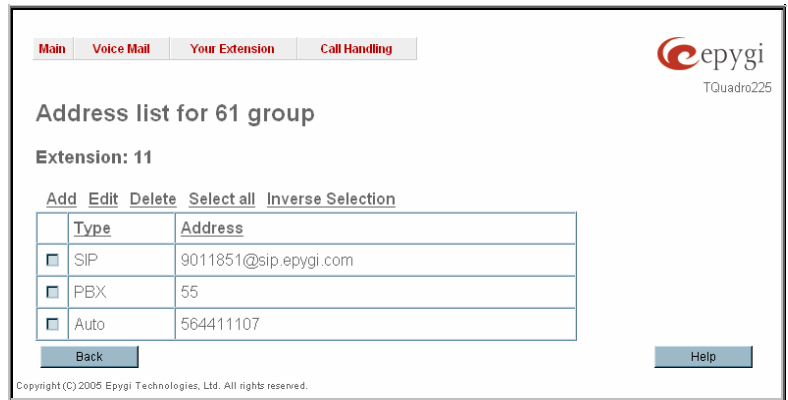 Main Voice Mail Your Extension Call Handling
epygi
TQuadro225
Address list for 61 group
Extension: 11
Add Edit Delete Select all Inverse Selection
Type Address
SIP 9011851@sip.epygi.com
PBX 55
Auto 564411107
Back Help
Copyright (C) 2005 Epygi Technologies, Ltd. All rights reserved.